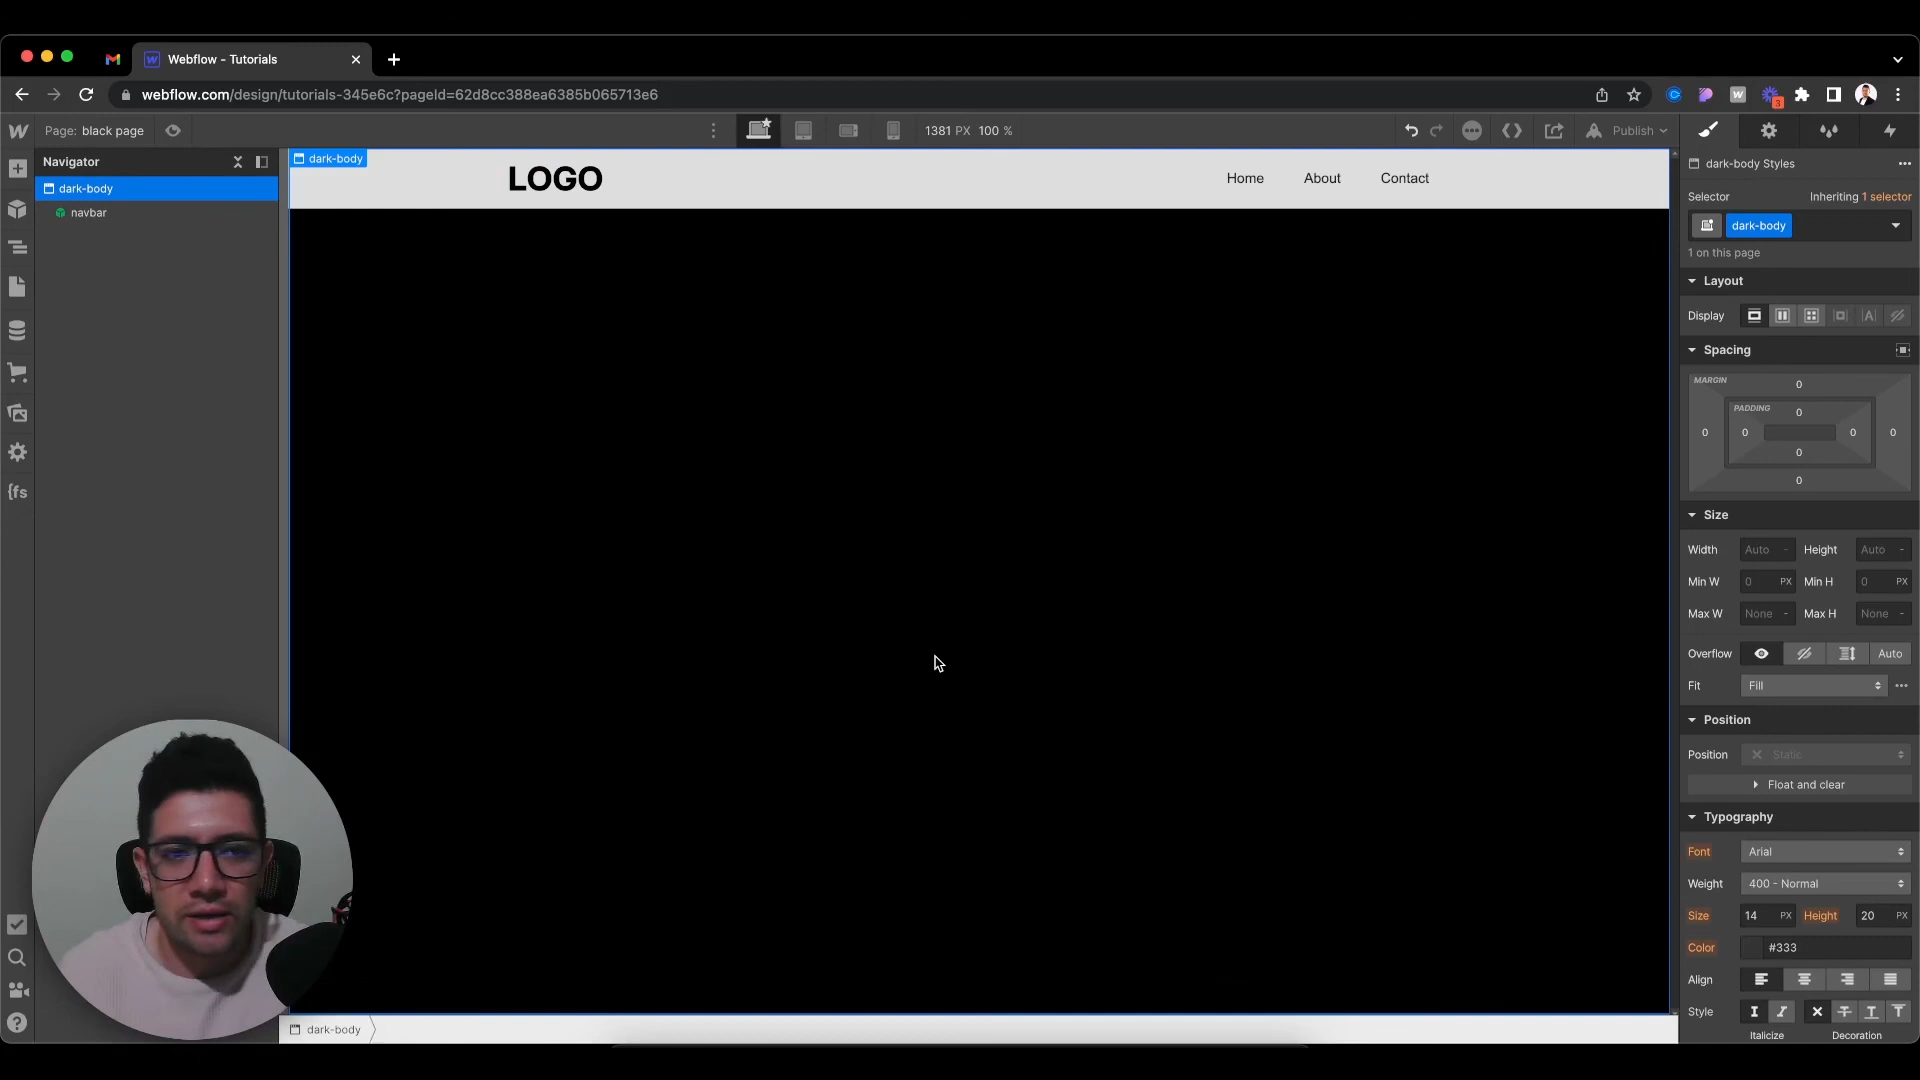 Webflow - Tutorials
webflow.com/design/tutorials-345e6c?pageId=62d8cc388ea6385b065713e6
3
Page: black page
1381 PX 100 %
Publish
Navigator
dark-body
navbar
dark-body
LOGO
Home
About
Contact
dark-body
dark-body Styles
Selector
Inheriting 1 selector
dark-body
1 on this page
Layout
Display
Spacing
MARGIN
0
PADDING
0
0
0
0
0
0
0
Size
Width
Auto
-
Height
Auto
-
Min W
0
PX
Min H
0
PX
Max W
None
-
Max H
None
-
Overflow
Auto
Fit
Fill
Position
Position
Static
Float and clear
Typography
Font
Arial
Weight
400 - Normal
Size
14
PX
Height
20
PX
Color
#333
Align
Style
Italicize
Decoration
{fs